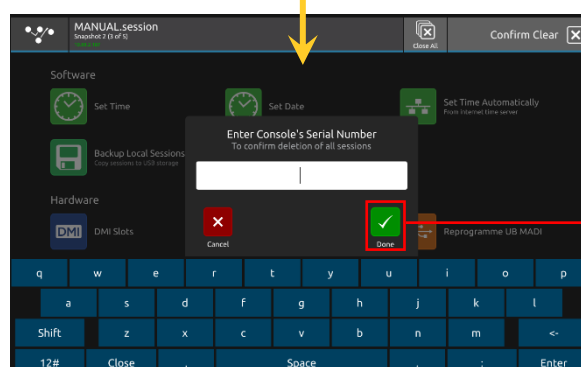 MANUAL.session
Snapshot 2 (3 of 5)
Close All
Confirm Clear
Software
Set Time
Set Date
Set Time Automatically
From internet time server
Enter Console's Serial Number
To confirm deletion of all sessions
Backup Local Sessions
Copy sessions to USB storage
Cancel
Done
Hardware
DMI
DMI Slots
Reprogramme UB MADI
q w e r t y u i o p
a s d f g h j k l
Shift z x c v b n m <-
12# Close . Space , : Enter